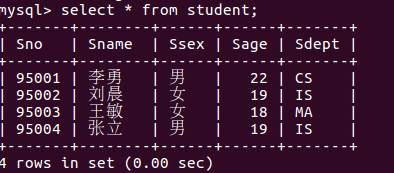 mysql> select * from student;
+-------+-------+------+------+-------+
| Sno | Sname | Ssex | Sage | Sdept |
+-------+-------+------+------+-------+
| 95001 | 李勇 | 男 | 22 | CS |
| 95002 | 刘晨 | 女 | 19 | IS |
| 95003 | 王敏 | 女 | 18 | MA |
| 95004 | 张立 | 男 | 19 | IS |
+-------+-------+------+------+-------+
4 rows in set (0.00 sec)